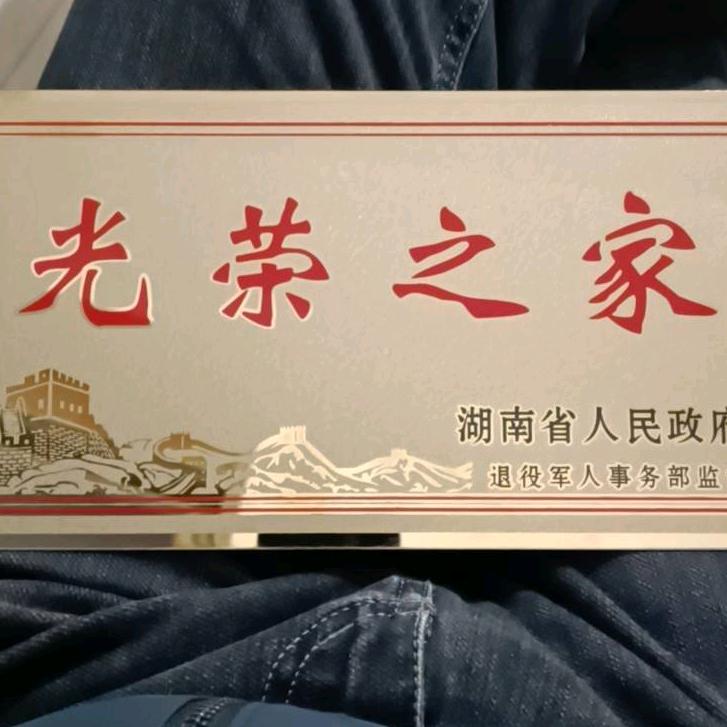 光荣之家
湖南省人民政府
退役军人事务部监